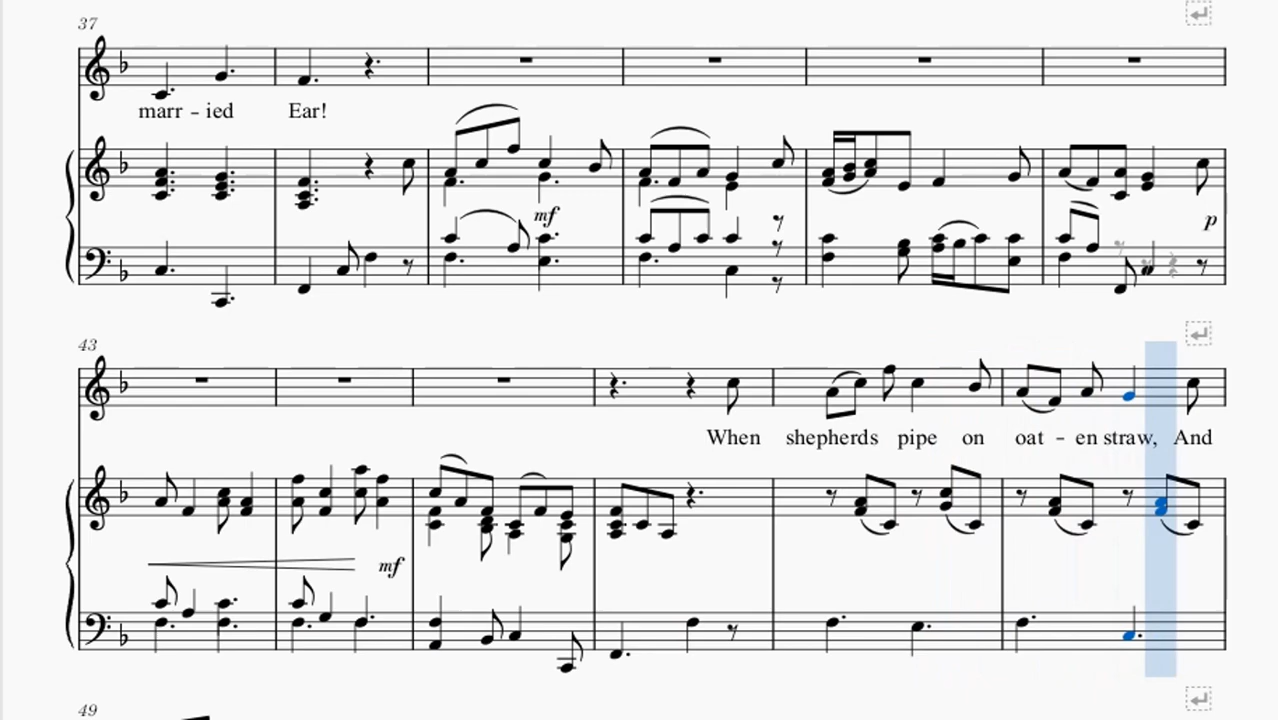 37
marr - ied Ear!
mf
p
43
When shepherds pipe on oat - en straw, And
mf
49